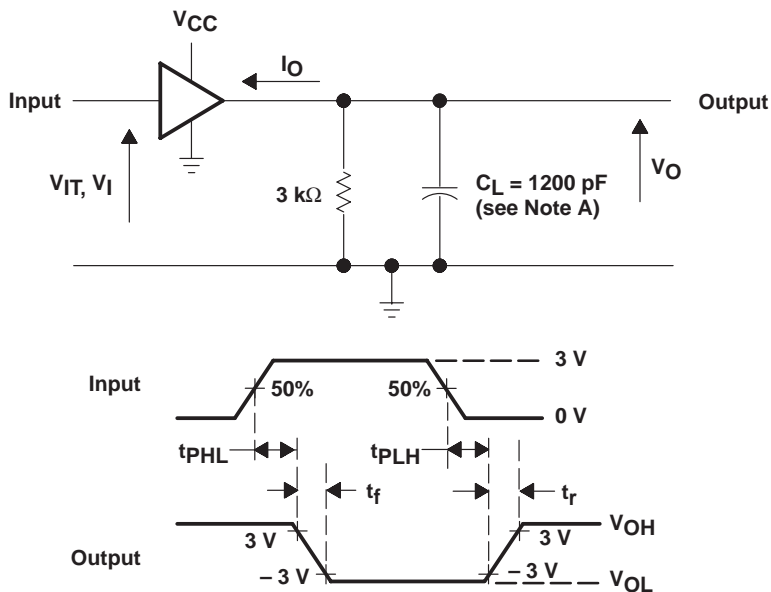 VCC
IO
Input
Output
VIT, VI
3 kΩ
CL = 1200 pF
(see Note A)
VO
3 V
Input
50%
50%
0 V
tPHL
tPLH
tf
tr
VOH
3 V
3 V
Output
– 3 V
– 3 V
VOL